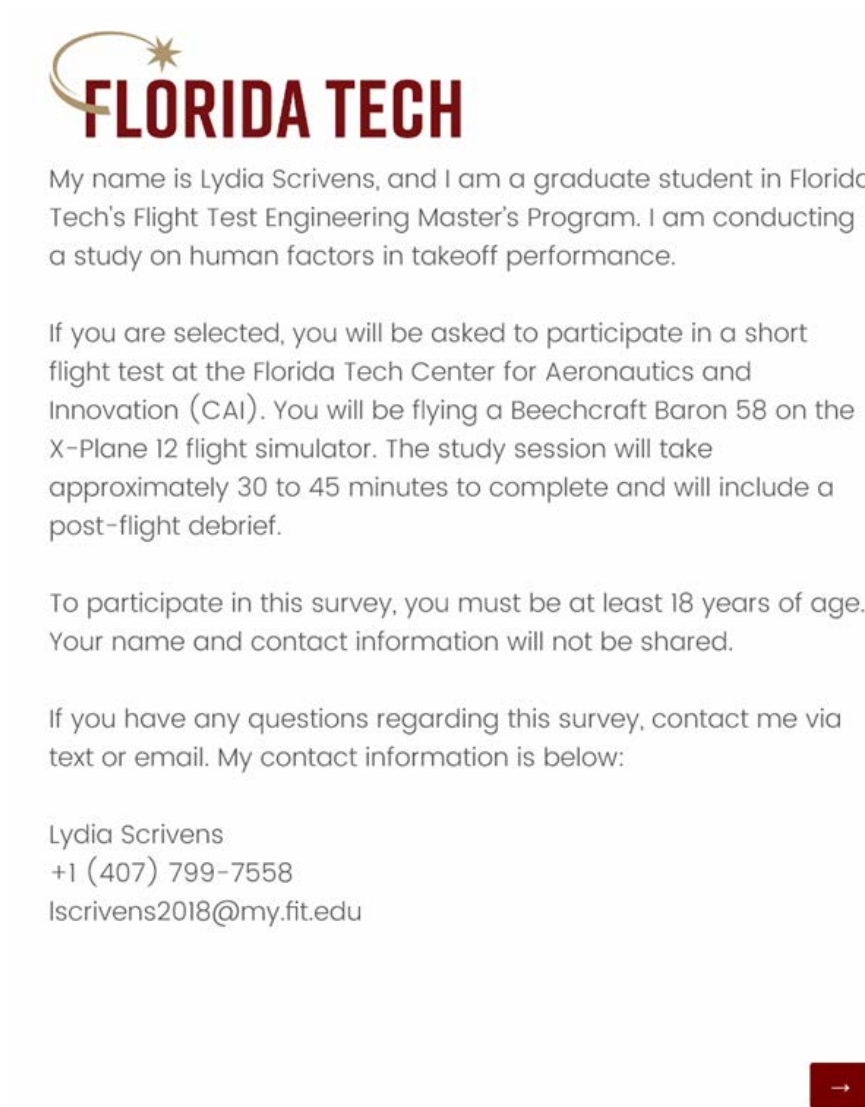 FLORIDA TECH
My name is Lydia Scrivens, and I am a graduate student in Florida
Tech's Flight Test Engineering Master's Program. I am conducting
a study on human factors in takeoff performance.
If you are selected, you will be asked to participate in a short
flight test at the Florida Tech Center for Aeronautics and
Innovation (CAI). You will be flying a Beechcraft Baron 58 on the
X-Plane 12 flight simulator. The study session will take
approximately 30 to 45 minutes to complete and will include a
post-flight debrief.
To participate in this survey, you must be at least 18 years of age.
Your name and contact information will not be shared.
If you have any questions regarding this survey, contact me via
text or email. My contact information is below:
Lydia Scrivens
+1 (407) 799-7558
lscrivens2018@my.fit.edu
→